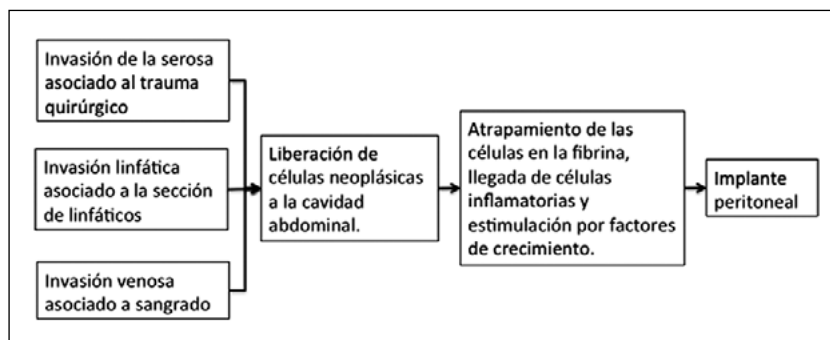 Invasión de la serosa
asociado al trauma
quirúrgico
Invasión linfática
asociado a la sección
de linfáticos
Invasión venosa
asociado a sangrado
Liberación de
células neoplásicas
a la cavidad
abdominal.
Atrapamiento de las
células en la fibrina,
llegada de células
inflamatorias y
estimulación por factores
de crecimiento.
Implante
peritoneal